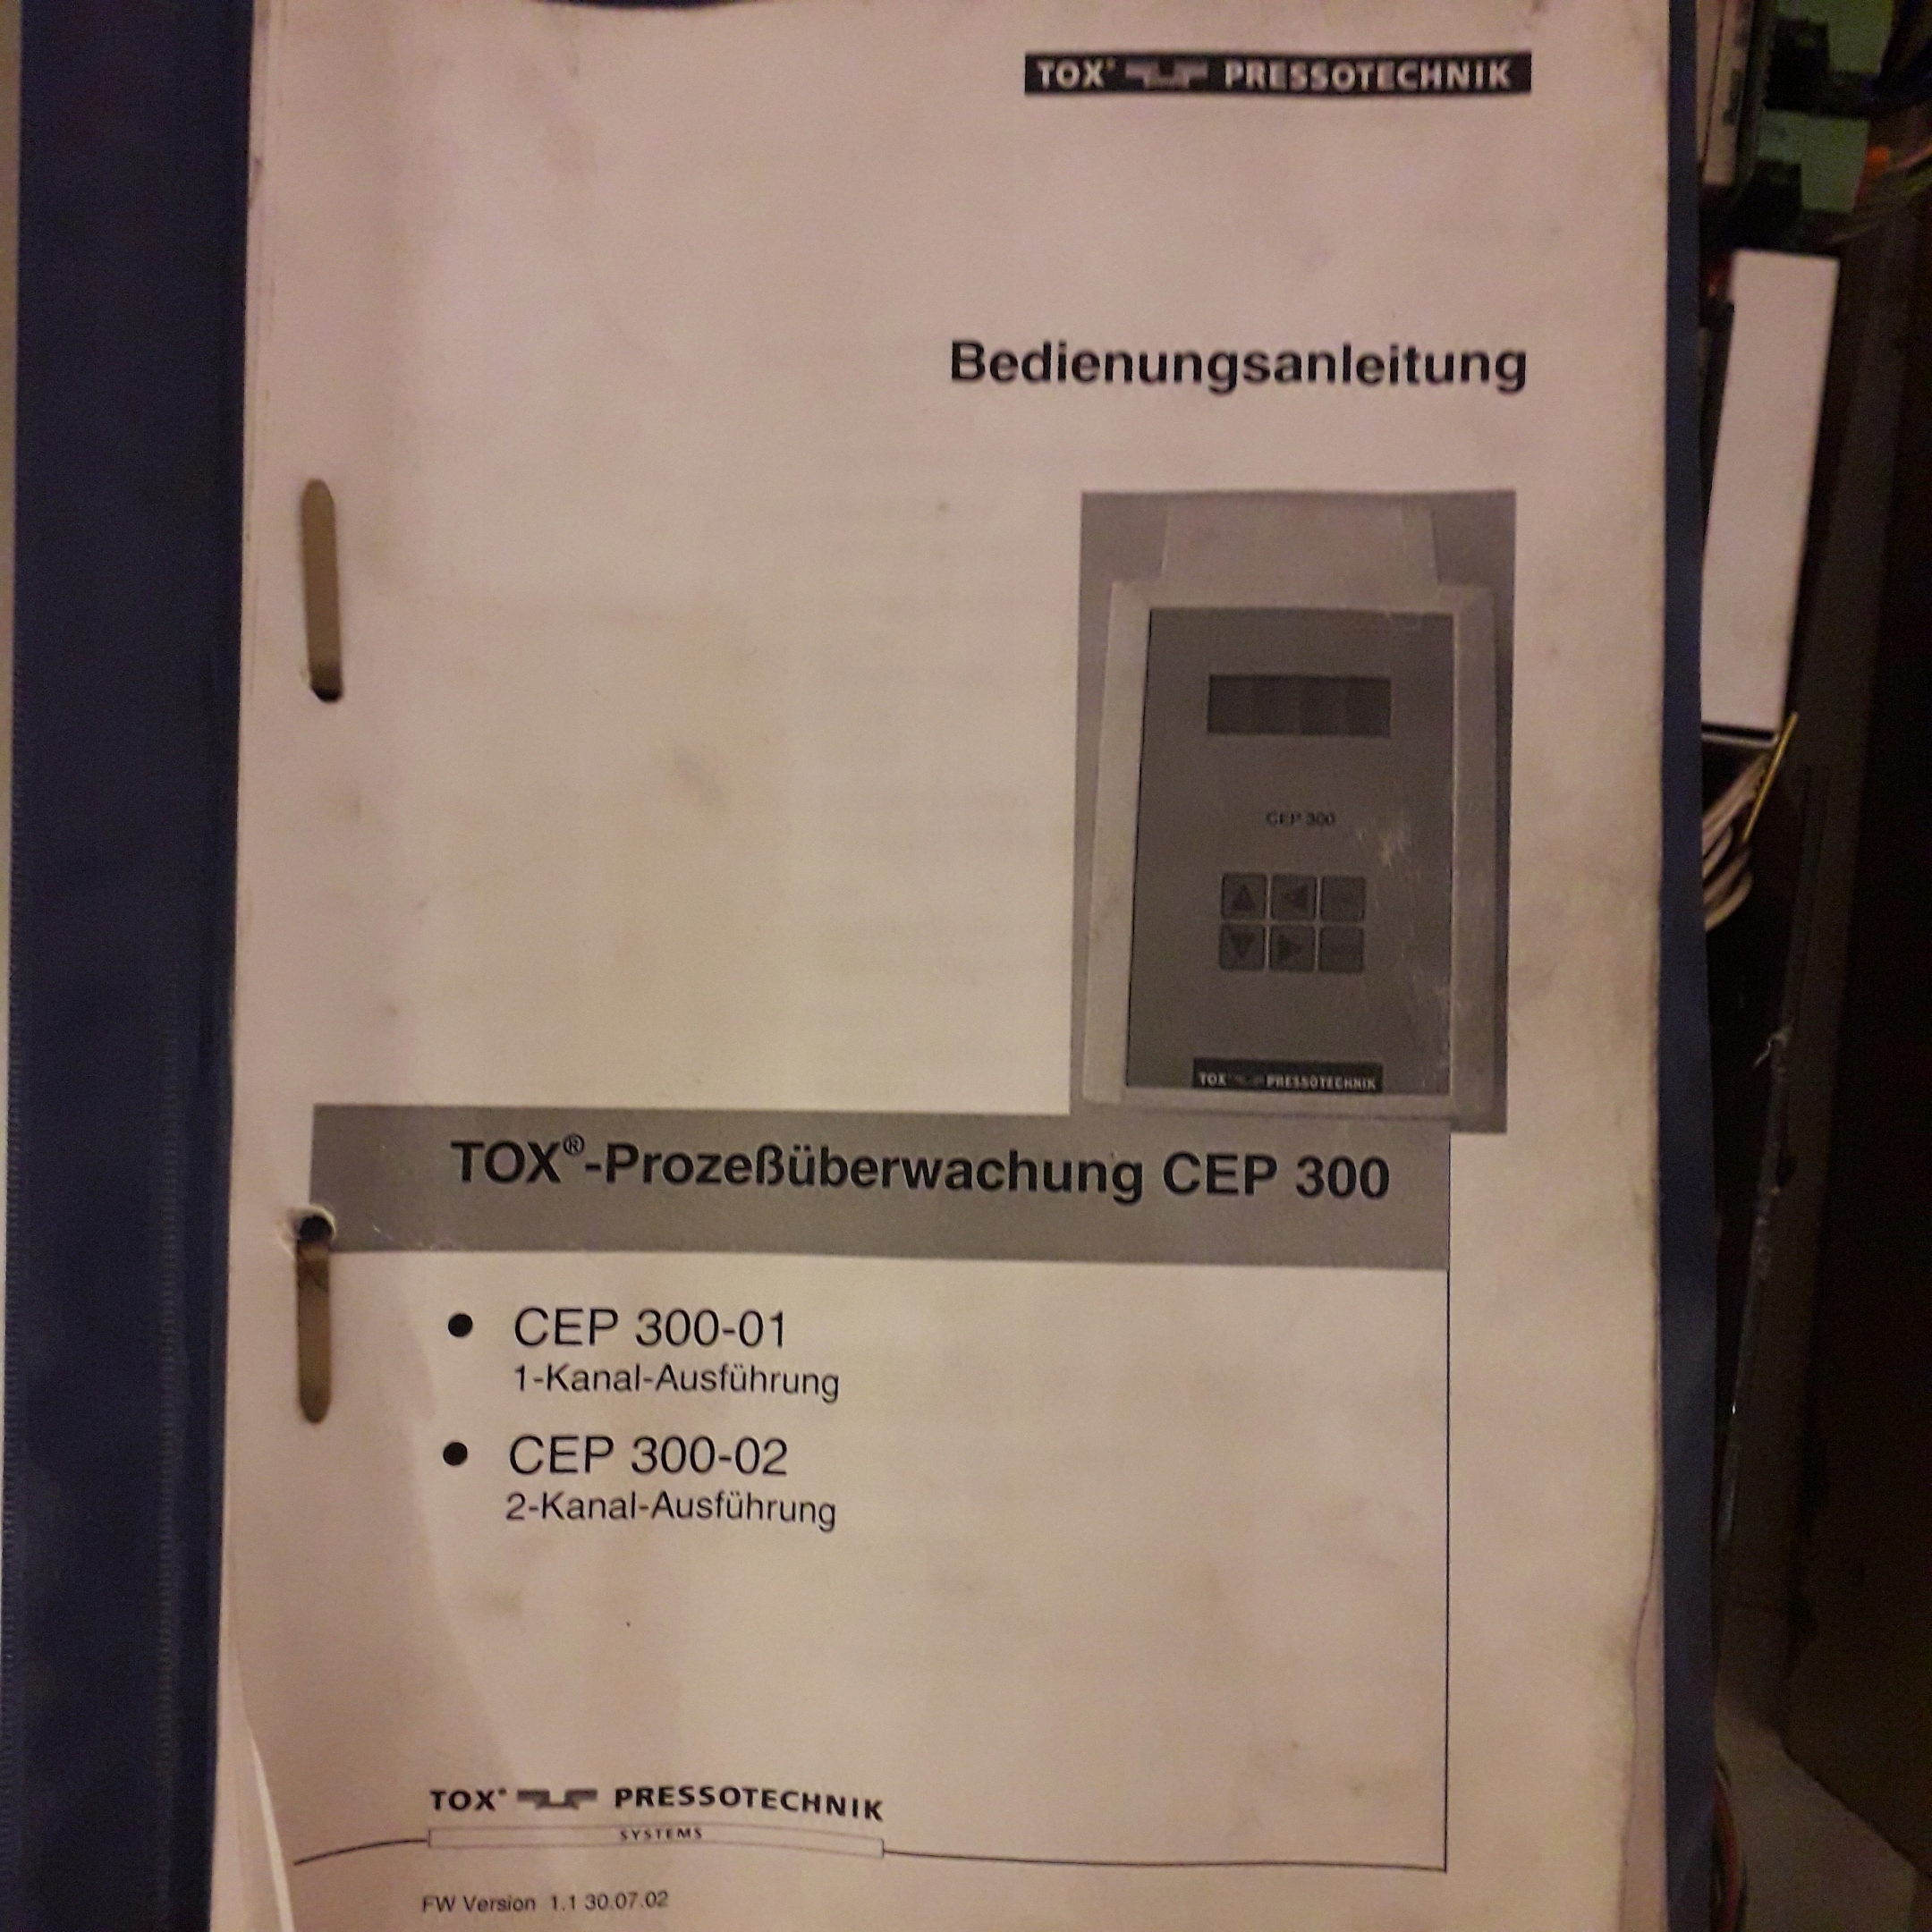 TOX® PRESSOTECHNIK
Bedienungsanleitung
CEP 300
TOX® PRESSOTECHNIK
TOX®-Prozeßüberwachung CEP 300
● CEP 300-01
1-Kanal-Ausführung
● CEP 300-02
2-Kanal-Ausführung
TOX® PRESSOTECHNIK
SYSTEMS
FW Version 1.1 30.07.02